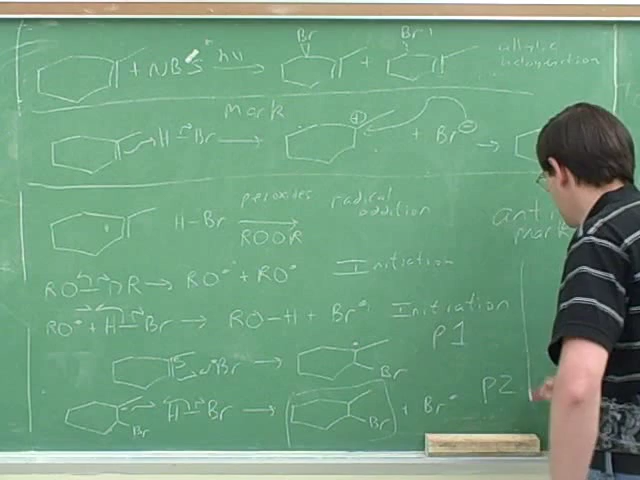 Br Br
+ NBS hν → + allylic halogenation
mark
H-Br → ⊕ + Br⊖ →
H-Br peroxides ROOR radical addition anti mark
RO-OR → RO• + RO• Initiation
RO• + H-Br → RO-H + Br• Initiation
p1
•Br → Br
p2
Br H-Br → Br + Br•